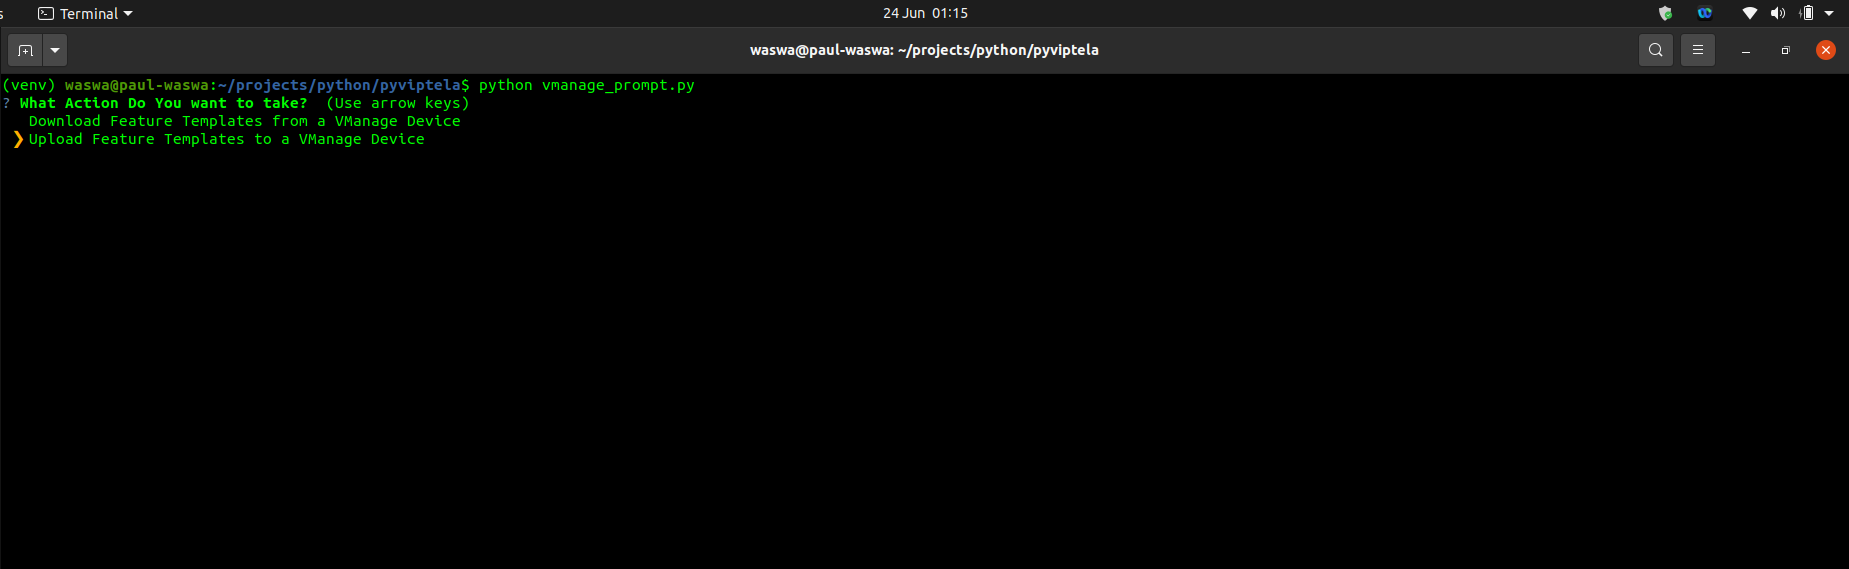 s Terminal 24 Jun 01:15
waswa@paul-waswa: ~/projects/python/pyviptela
(venv) waswa@paul-waswa:~/projects/python/pyviptela$ python vmanage_prompt.py
? What Action Do You want to take? (Use arrow keys)
Download Feature Templates from a VManage Device
❯ Upload Feature Templates to a VManage Device